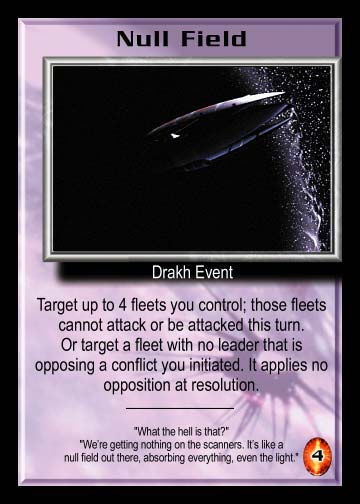 Null Field
Drakh Event
Target up to 4 fleets you control; those fleets
cannot attack or be attacked this turn.
Or target a fleet with no leader that is
opposing a conflict you initiated. It applies no
opposition at resolution.
"What the hell is that?"
"We're getting nothing on the scanners. It's like a
null field out there, absorbing everything, even the light."
4